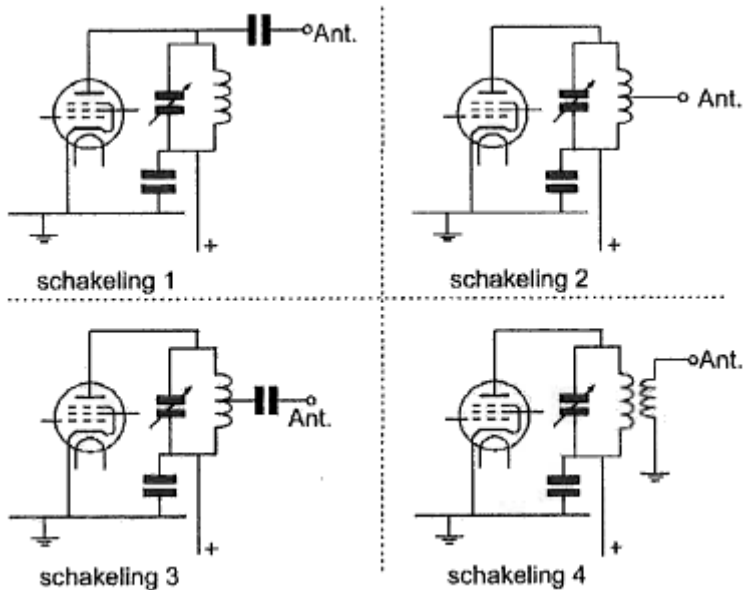 Ant.
+
schakeling 1
Ant.
+
schakeling 2
Ant.
+
schakeling 3
Ant.
+
schakeling 4